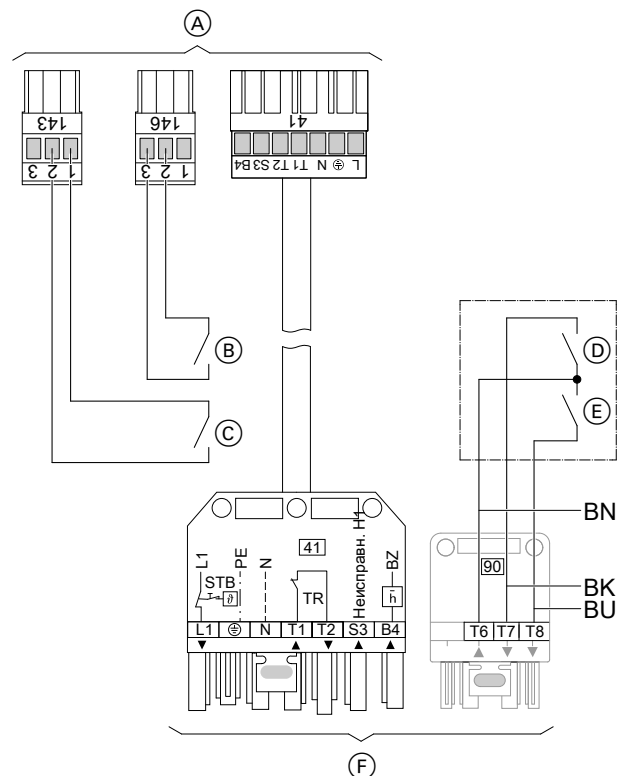 A
143
146
41
3 2 1
3 2 1
B4 S3 T2 T1 N L
B
C
D
E
BN
BK
BU
L1
STB
ϑ
PE
N
41
TR
Неисправн. H1
BZ
h
L1 N T1 T2 S3 B4
90
T6 T7 T8
F